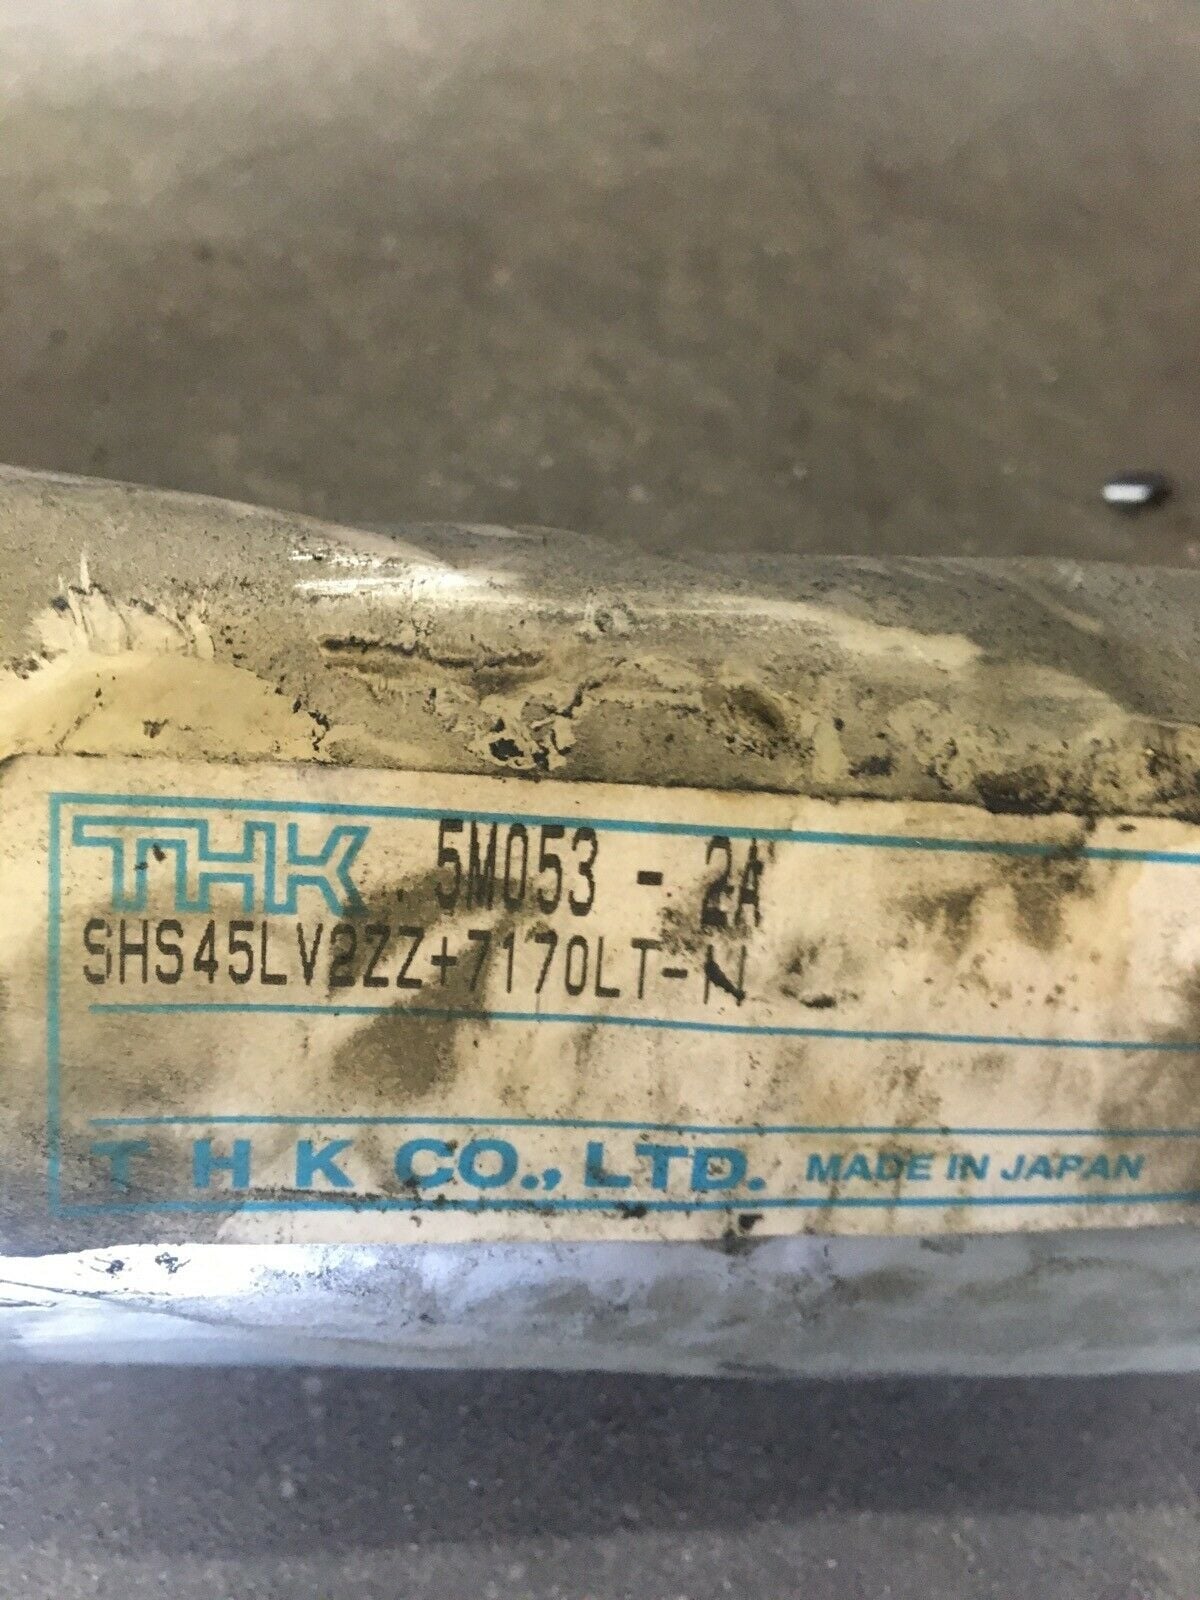 THK 5M053 - 2A
SHS45LV2ZZ+7170LT-N
T H K CO., LTD. MADE IN JAPAN